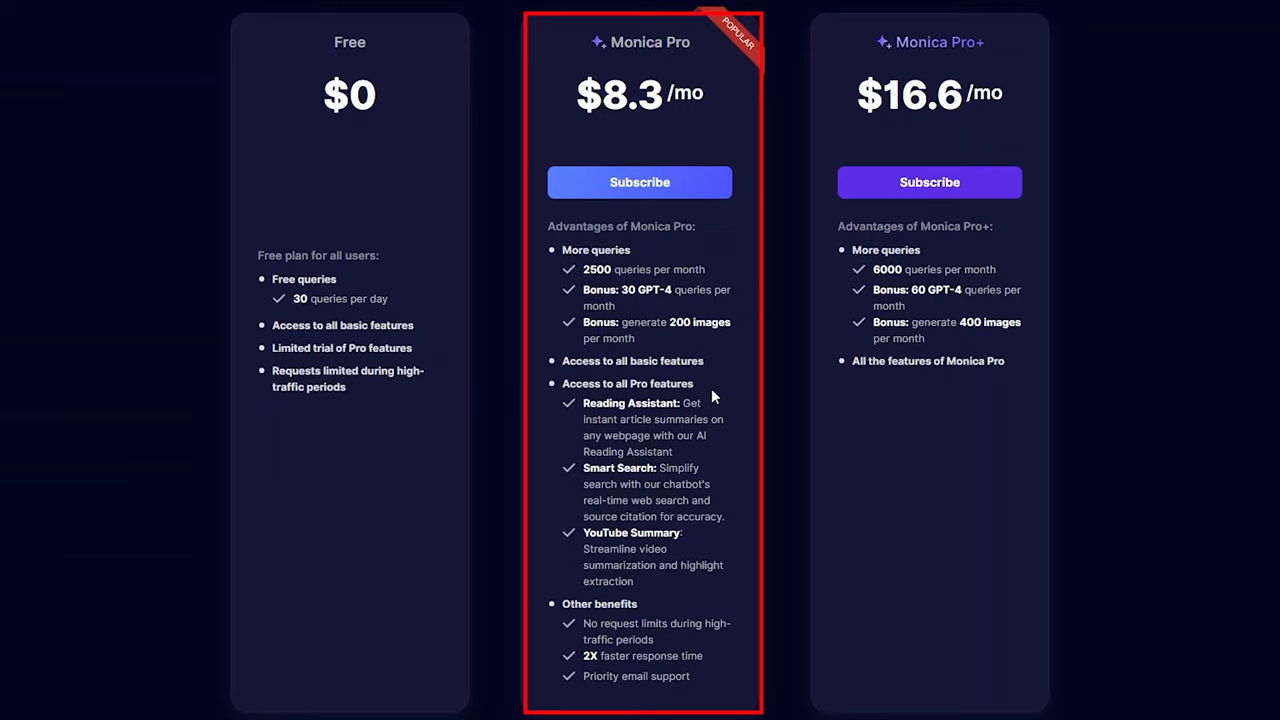 Free
$0
Free plan for all users:
Free queries
30 queries per day
Access to all basic features
Limited trial of Pro features
Requests limited during high-
traffic periods
Monica Pro
POPULAR
$8.3/mo
Subscribe
Advantages of Monica Pro:
More queries
2500 queries per month
Bonus: 30 GPT-4 queries per
month
Bonus: generate 200 images
per month
Access to all basic features
Access to all Pro features
Reading Assistant: Get
instant article summaries on
any webpage with our AI
Reading Assistant
Smart Search: Simplify
search with our chatbot's
real-time web search and
source citation for accuracy.
YouTube Summary:
Streamline video
summarization and highlight
extraction
Other benefits
No request limits during high-
traffic periods
2X faster response time
Priority email support
Monica Pro+
$16.6/mo
Subscribe
Advantages of Monica Pro+:
More queries
6000 queries per month
Bonus: 60 GPT-4 queries per
month
Bonus: generate 400 images
per month
All the features of Monica Pro